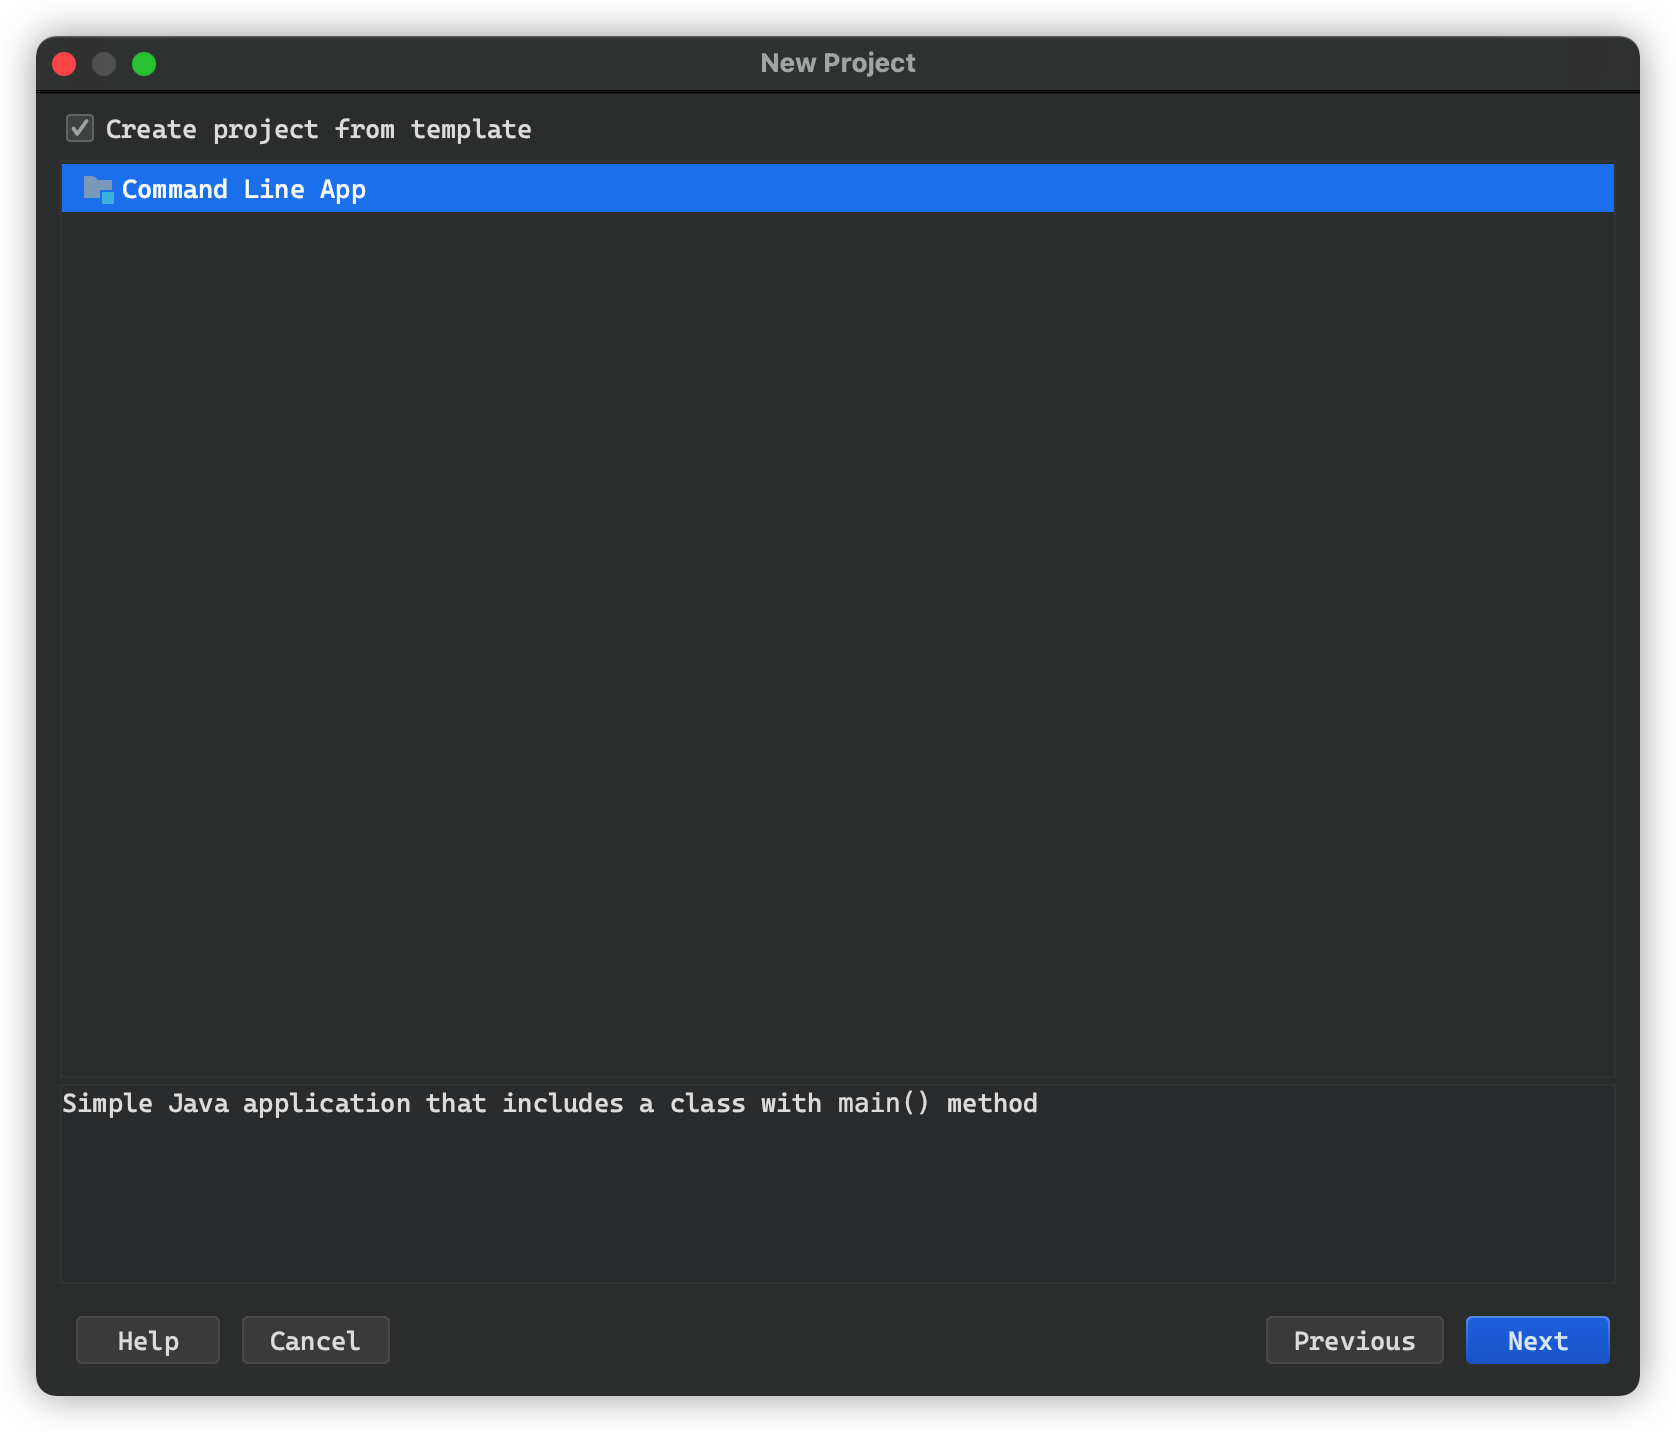 New Project
Create project from template
Command Line App
Simple Java application that includes a class with main() method
Help
Cancel
Previous
Next